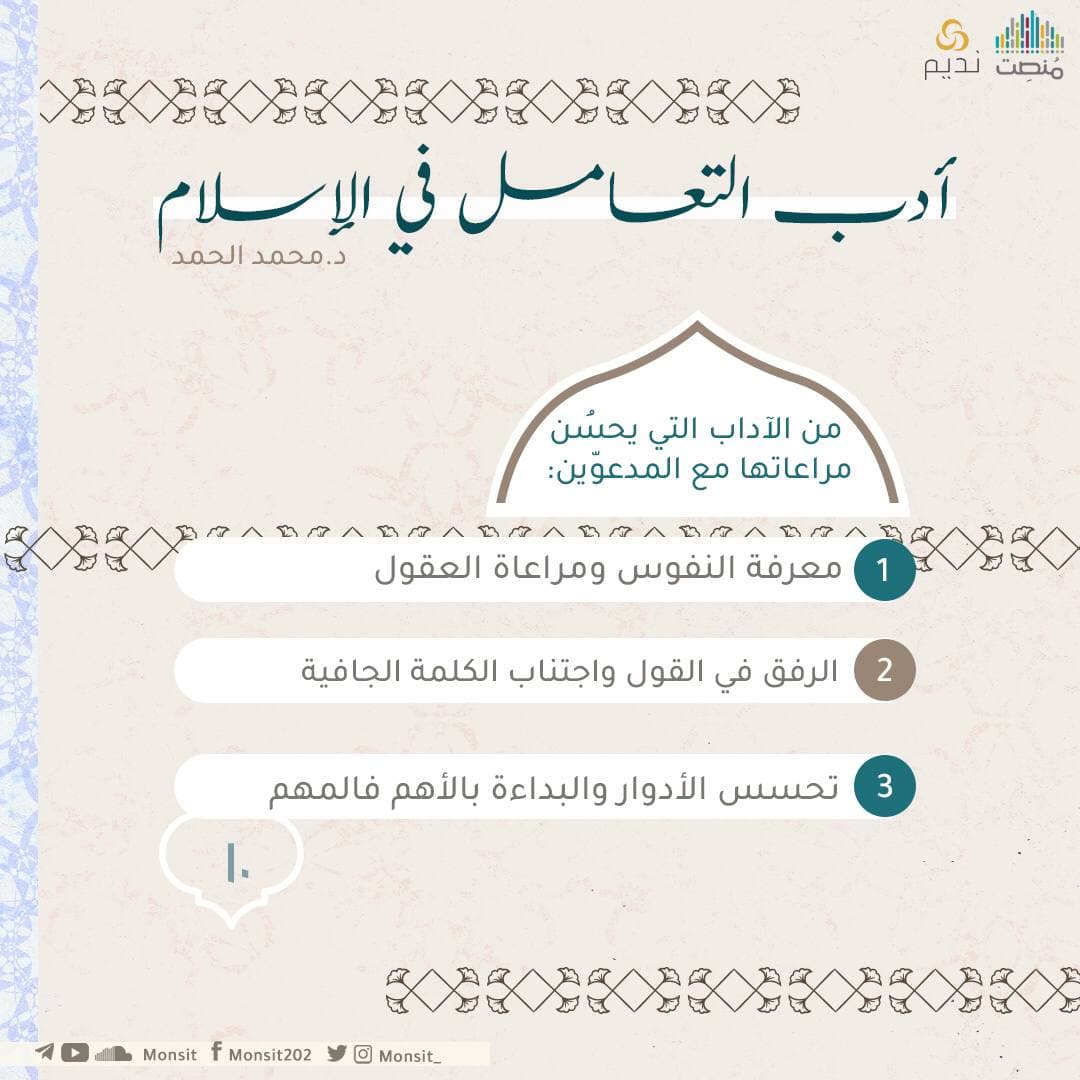 نديم
مُنصِت
أدب التعامل في الإسلام
د.محمد الحمد
من الآداب التي يحسُن
مراعاتها مع المدعوّين:
1 معرفة النفوس ومراعاة العقول
2 الرفق في القول واجتناب الكلمة الجافية
3 تحسس الأدوار والبداءة بالأهم فالمهم
١٠
Monsit Monsit202 Monsit_